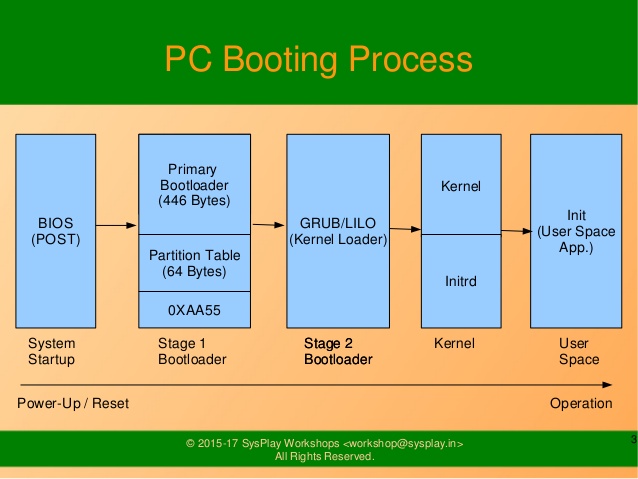 PC Booting Process
BIOS
(POST)
Primary
Bootloader
(446 Bytes)
Partition Table
(64 Bytes)
0XAA55
GRUB/LILO
(Kernel Loader)
Kernel
Initrd
Init
(User Space
App.)
System
Startup
Stage 1
Bootloader
Stage 2
Bootloader
Kernel
User
Space
Power-Up / Reset
Operation
© 2015-17 SysPlay Workshops <workshop@sysplay.in>
All Rights Reserved.
3